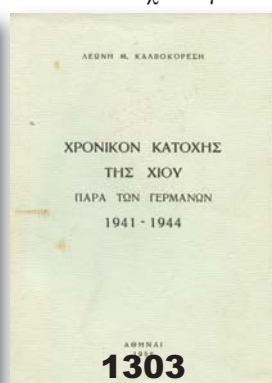 ΛΕΩΝΗ Μ. ΚΑΛΒΟΚΟΡΕΣΗ
ΧΡΟΝΙΚΟΝ ΚΑΤΟΧΗΣ
ΤΗΣ ΧΙΟΥ
ΠΑΡΑ ΤΩΝ ΓΕΡΜΑΝΩΝ
1941 - 1944
ΑΘΗΝΑΙ
1303